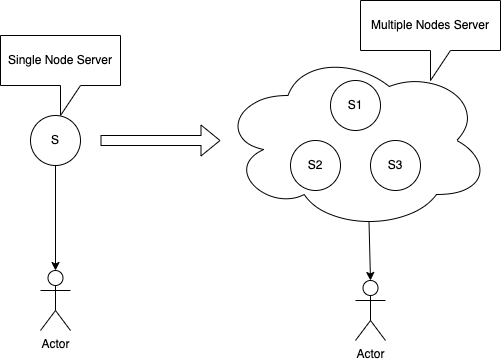 Multiple Nodes Server
Single Node Server
S1
S
S2
S3
Actor
Actor